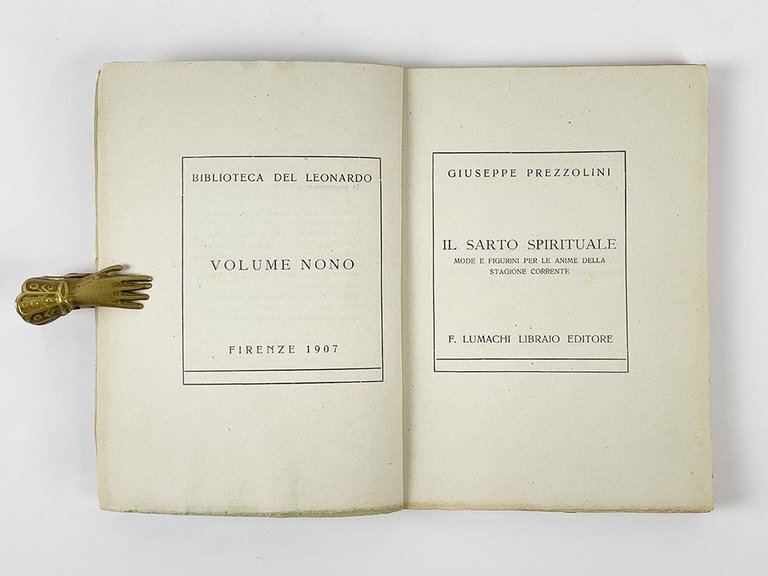 BIBLIOTECA DEL LEONARDO
VOLUME NONO
FIRENZE 1907
GIUSEPPE PREZZOLINI
IL SARTO SPIRITUALE
MODE E FIGURINI PER LE ANIME DELLA
STAGIONE CORRENTE
F. LUMACHI LIBRAIO EDITORE